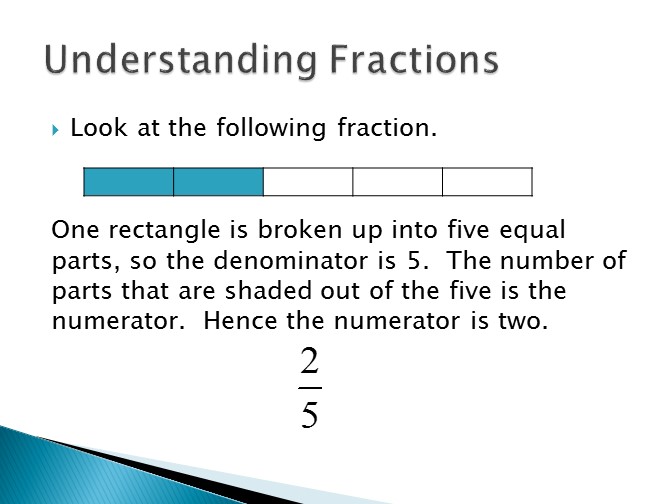 Understanding Fractions
Look at the following fraction.
One rectangle is broken up into five equal
parts, so the denominator is 5.  The number of
parts that are shaded out of the five is the
numerator.  Hence the numerator is two.
2
5